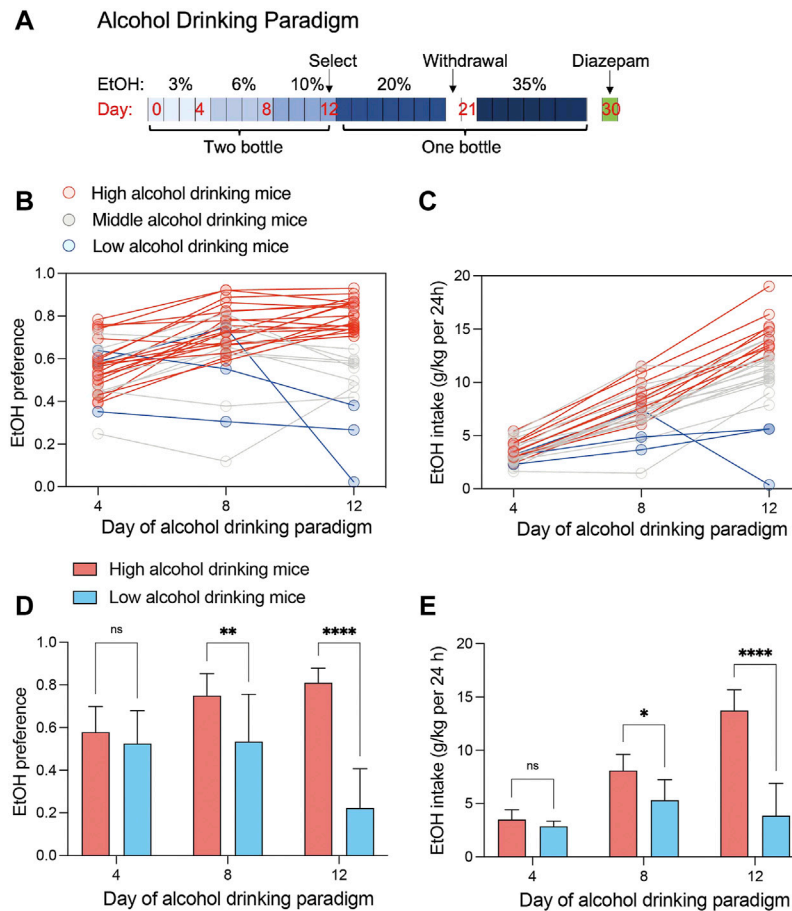 A Alcohol Drinking Paradigm
Select Withdrawal Diazepam
EtOH: 3% 6% 10% 20% 35%
Day: 0 4 8 12 21 30
Two bottle One bottle
B
High alcohol drinking mice
Middle alcohol drinking mice
Low alcohol drinking mice
EtOH preference
1.0
0.8
0.6
0.4
0.2
0.0
4 8 12
Day of alcohol drinking paradigm
C
EtOH intake (g/kg per 24h)
20
15
10
5
0
4 8 12
Day of alcohol drinking paradigm
High alcohol drinking mice
Low alcohol drinking mice
D
EtOH preference
1.0
0.8
0.6
0.4
0.2
0.0
ns ** ****
4 8 12
Day of alcohol drinking paradigm
E
EtOH intake (g/kg per 24 h)
20
15
10
5
0
ns * ****
4 8 12
Day of alcohol drinking paradigm